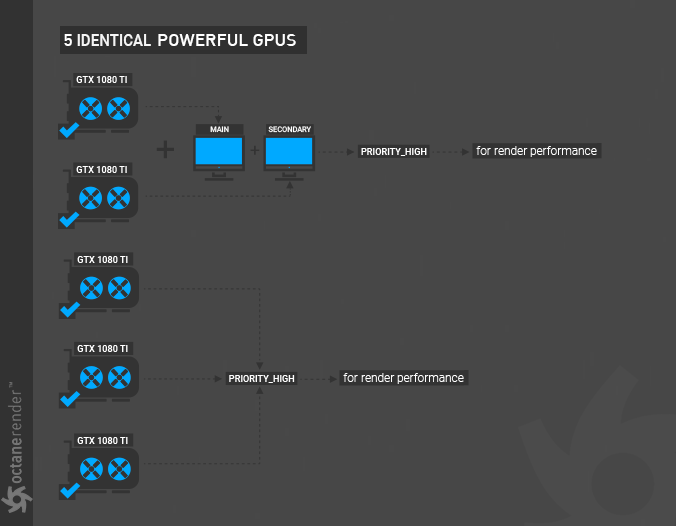 5 IDENTICAL POWERFUL GPUS
GTX 1080 TI
MAIN
SECONDARY
PRIORITY_HIGH
for render performance
GTX 1080 TI
GTX 1080 TI
GTX 1080 TI
PRIORITY_HIGH
for render performance
GTX 1080 TI
octanerender™